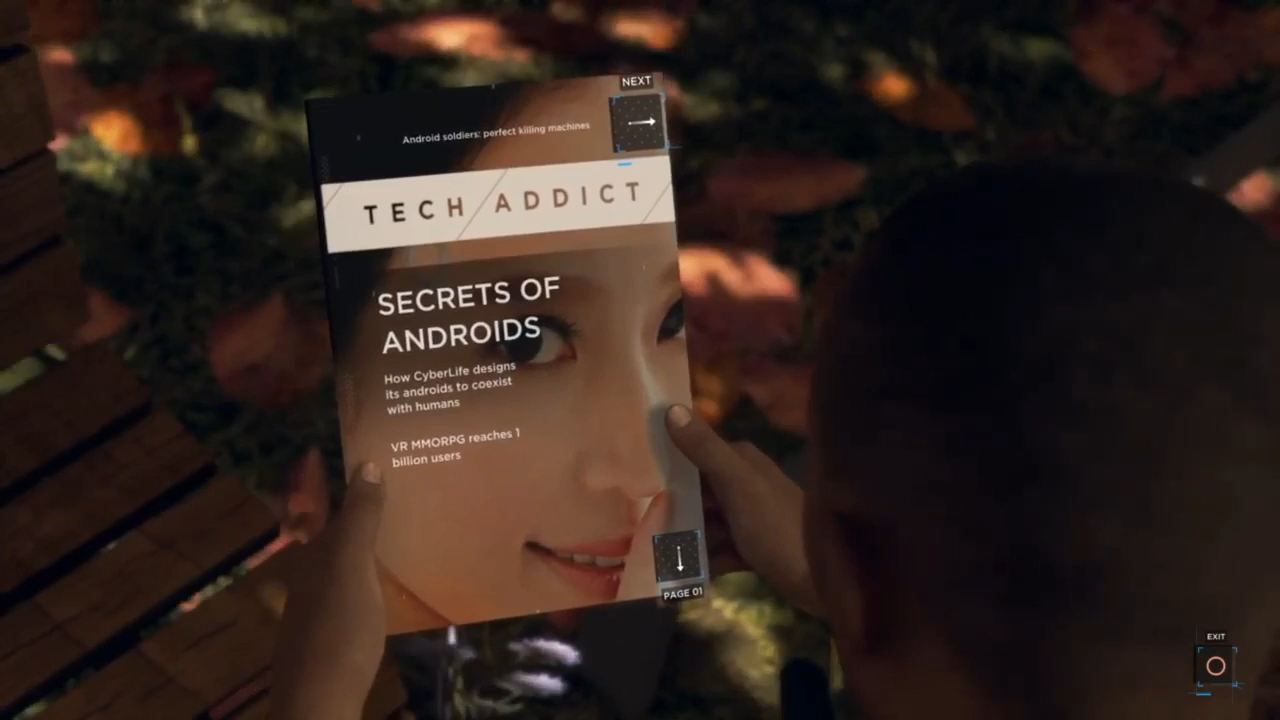 NEXT
Android soldiers: perfect killing machines
TECH ADDICT
SECRETS OF
ANDROIDS
How CyberLife designs
its androids to coexist
with humans
VR MMORPG reaches 1
billion users
PAGE 01
EXIT